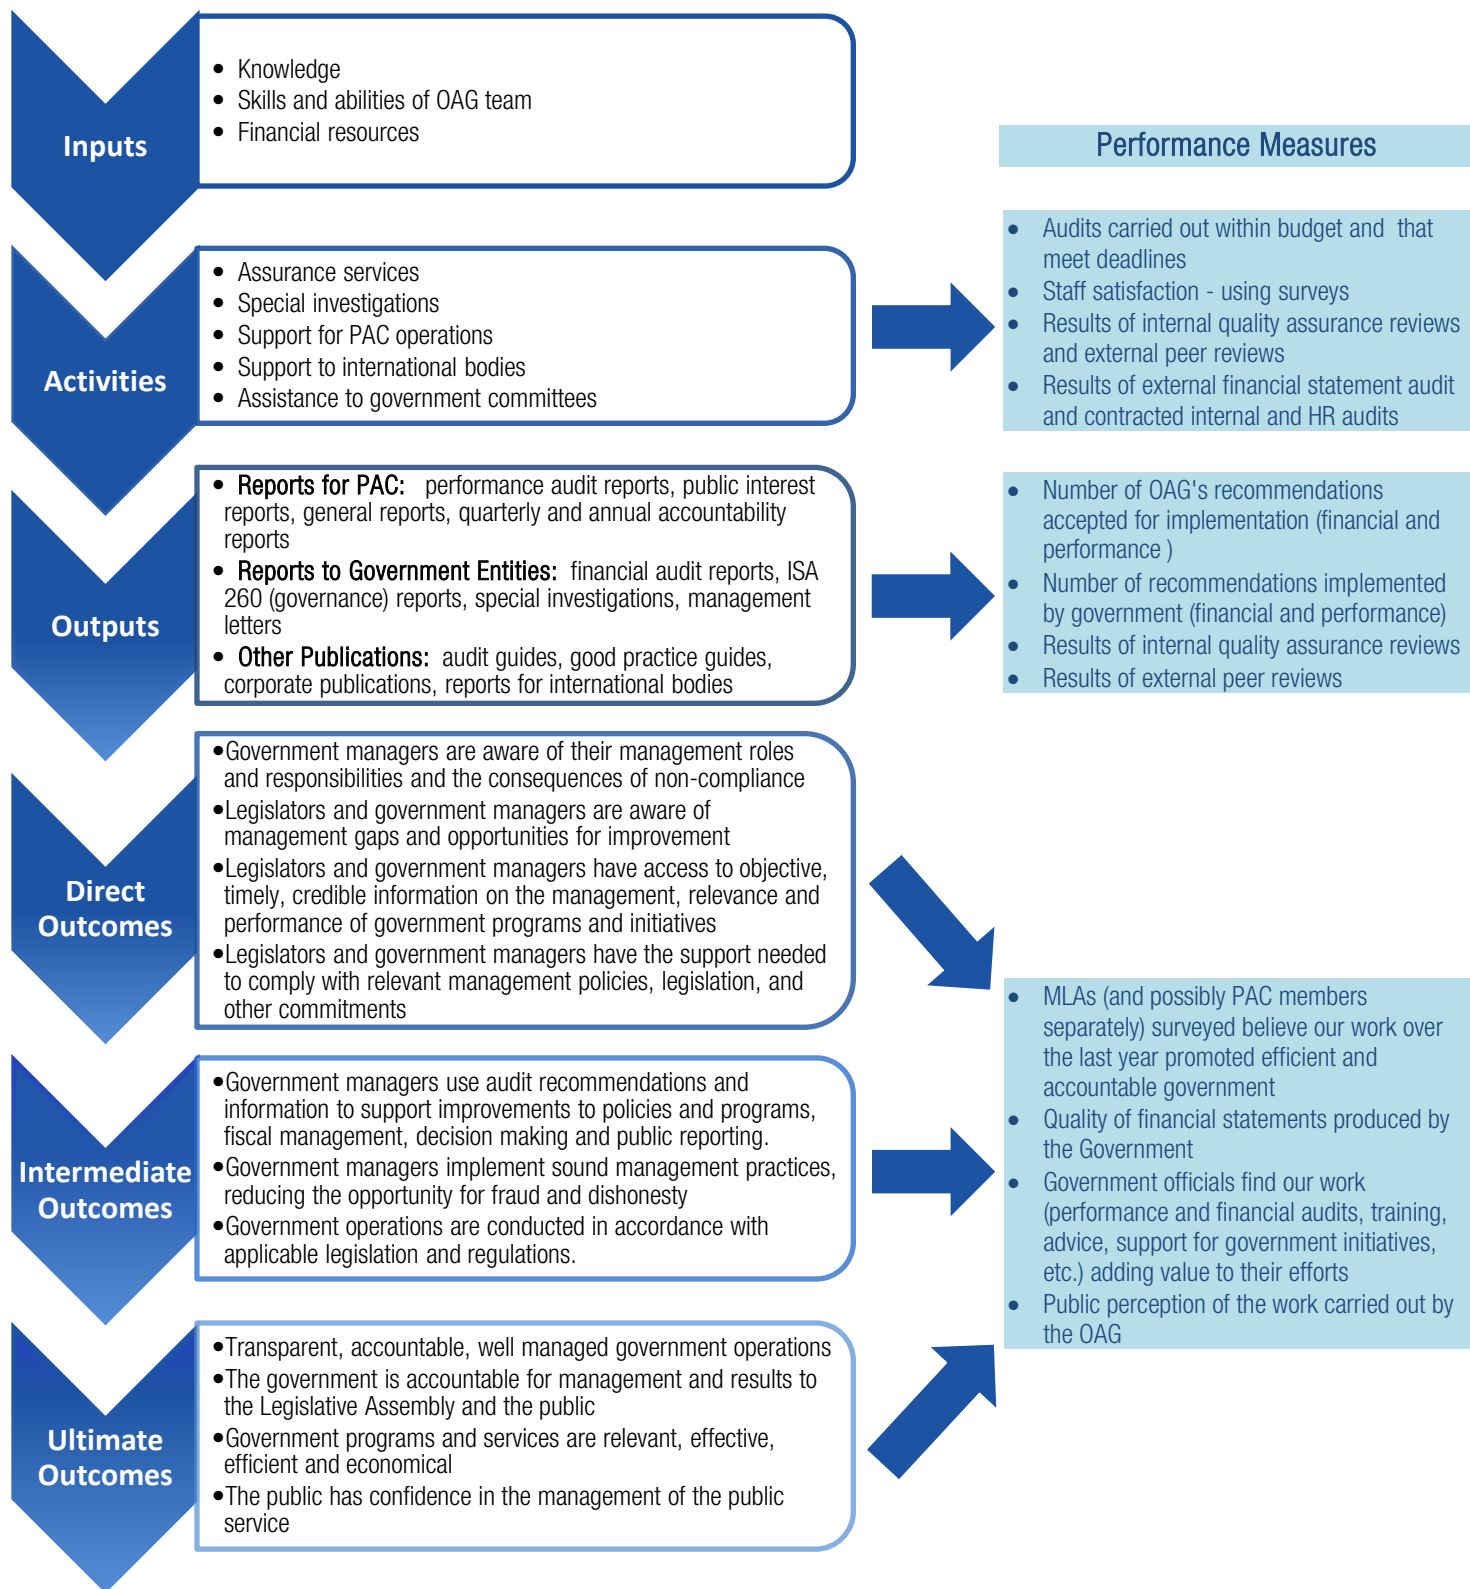 Inputs
• Knowledge
• Skills and abilities of OAG team
• Financial resources
Performance Measures
Activities
• Assurance services
• Special investigations
• Support for PAC operations
• Support to international bodies
• Assistance to government committees
• Audits carried out within budget and that
meet deadlines
• Staff satisfaction - using surveys
• Results of internal quality assurance reviews
and external peer reviews
• Results of external financial statement audit
and contracted internal and HR audits
Outputs
• Reports for PAC: performance audit reports, public interest
reports, general reports, quarterly and annual accountability
reports
• Reports to Government Entities: financial audit reports, ISA
260 (governance) reports, special investigations, management
letters
• Other Publications: audit guides, good practice guides,
corporate publications, reports for international bodies
• Number of OAG's recommendations
accepted for implementation (financial and
performance )
• Number of recommendations implemented
by government (financial and performance)
• Results of internal quality assurance reviews
• Results of external peer reviews
Direct
Outcomes
•Government managers are aware of their management roles
and responsibilities and the consequences of non-compliance
•Legislators and government managers are aware of
management gaps and opportunities for improvement
•Legislators and government managers have access to objective,
timely, credible information on the management, relevance and
performance of government programs and initiatives
•Legislators and government managers have the support needed
to comply with relevant management policies, legislation, and
other commitments
Intermediate
Outcomes
•Government managers use audit recommendations and
information to support improvements to policies and programs,
fiscal management, decision making and public reporting.
•Government managers implement sound management practices,
reducing the opportunity for fraud and dishonesty
•Government operations are conducted in accordance with
applicable legislation and regulations.
• MLAs (and possibly PAC members
separately) surveyed believe our work over
the last year promoted efficient and
accountable government
• Quality of financial statements produced by
the Government
• Government officials find our work
(performance and financial audits, training,
advice, support for government initiatives,
etc.) adding value to their efforts
• Public perception of the work carried out by
the OAG
Ultimate
Outcomes
•Transparent, accountable, well managed government operations
•The government is accountable for management and results to
the Legislative Assembly and the public
•Government programs and services are relevant, effective,
efficient and economical
•The public has confidence in the management of the public
service